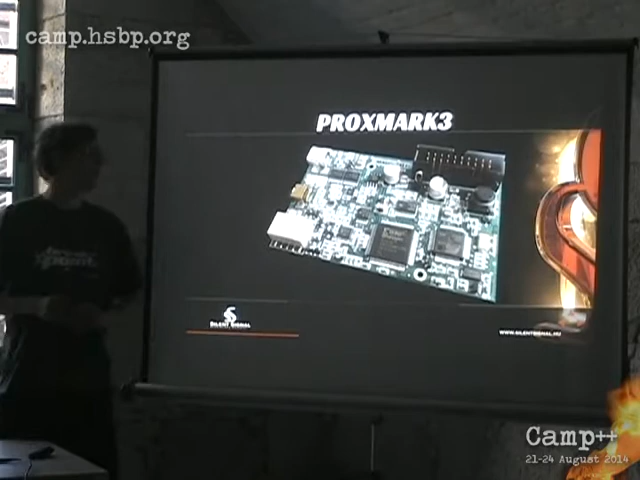 camp.hsbp.org
PROXMARK3
SILENT SIGNAL
WWW.SILENTSIGNAL.HU
Camp++
21-24 August 2014